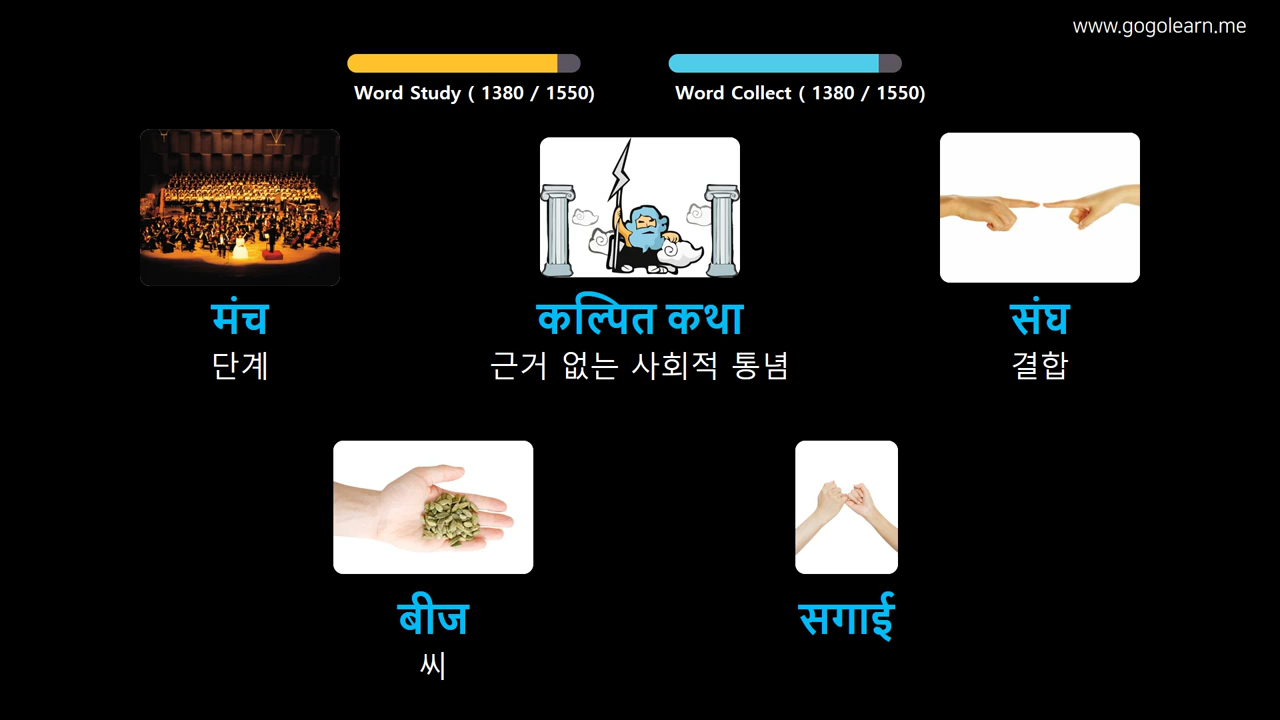 www.gogolearn.me
Word Study ( 1380 / 1550)
Word Collect ( 1380 / 1550)
मंच
단계
कल्पित कथा
근거 없는 사회적 통념
संघ
결합
बीज
씨
सगाई